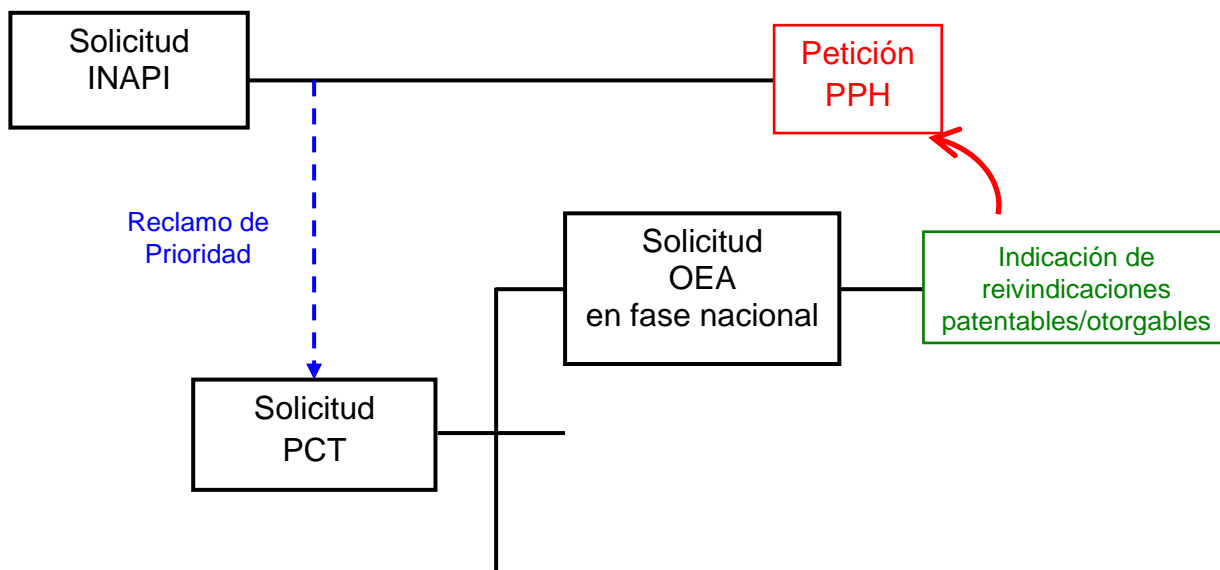 Solicitud
INAPI
Petición
PPH
Reclamo de
Prioridad
Solicitud
OEA
en fase nacional
Indicación de
reivindicaciones
patentables/otorgables
Solicitud
PCT